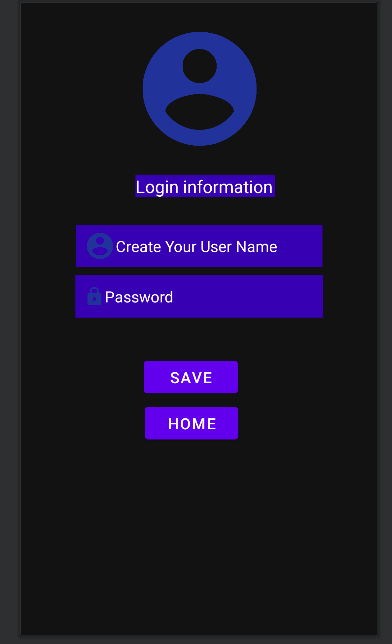 Login information
Create Your User Name
Password
SAVE
HOME